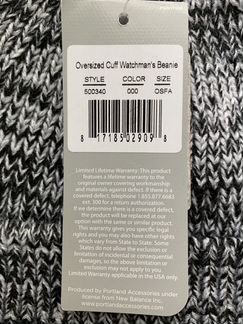 Oversized Cuff Watchman's Beanie
STYLE COLOR SIZE
500340 000 OSFA
8 17185 02909 8
Limited Lifetime Warranty: This product
features a lifetime warranty to the
original owner covering workmanship
and materials against defect. If there is a
covered defect, telephone 1.855.877.6683
ext. 300 for a return authorization.
If we determine there is a covered defect,
the product will be replaced at our
option with the same or similar product.
This warranty gives you specific legal
rights and you may also have other rights
which vary from State to State. Some
States do not allow the exclusion or
limitation of incidental or consequential
damages, so the above limitation or
exclusion may not apply to you.
Limited Warranty applicable in the USA only.
Produced by Portland Accessories under
license from New Balance Inc.
www.portlandaccessories.com